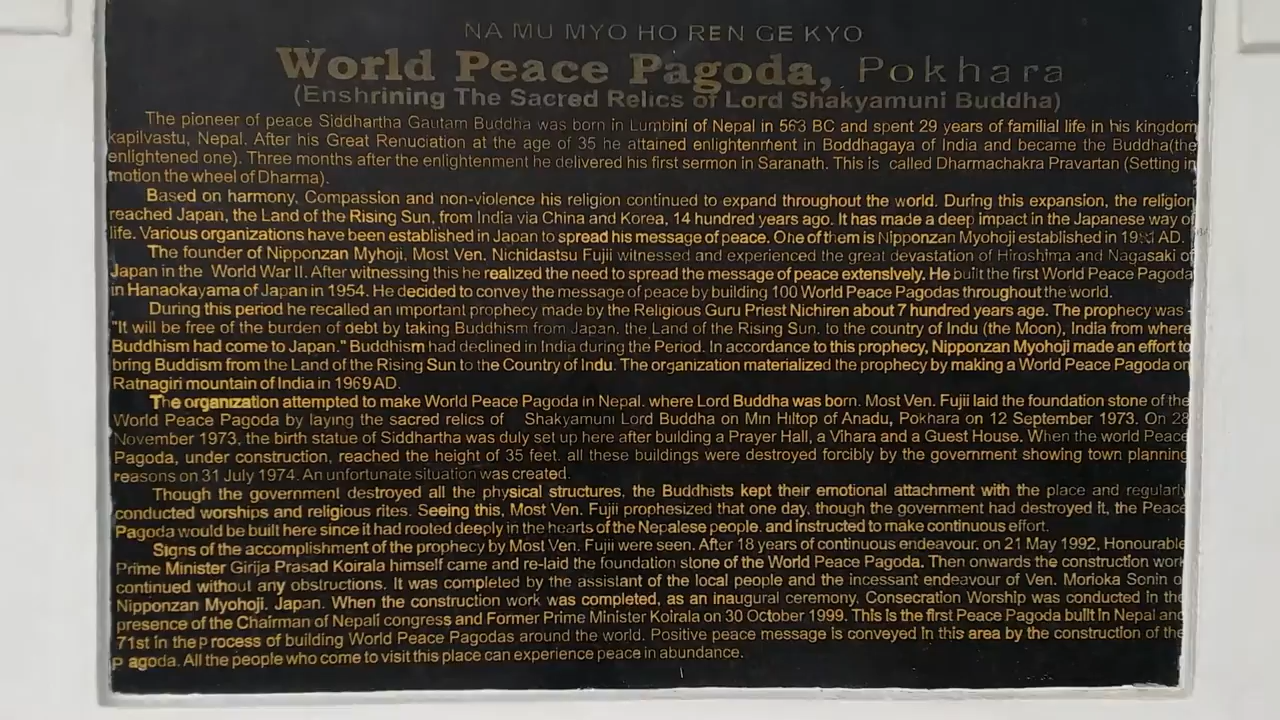 NA MU MYO HO REN GE KYO
World Peace Pagoda, Pokhara
(Enshrining The Sacred Relics of Lord Shakyamuni Buddha)
The pioneer of peace Siddhartha Gautam Buddha was born in Lumbini of Nepal in 563 BC and spent 29 years of familial life in his kingdom
kapilvastu, Nepal. After his Great Renuciation at the age of 35 he attained enlightenment in Boddhagaya of India and became the Buddha(the
enlightened one). Three months after the enlightenment he delivered his first sermon in Saranath. This is called Dharmachakra Pravartan (Setting in
motion the wheel of Dharma).
Based on harmony, Compassion and non-violence his religion continued to expand throughout the world. During this expansion, the religion
reached Japan, the Land of the Rising Sun, from India via China and Korea, 14 hundred years ago. It has made a deep impact in the Japanese way of
life. Various organizations have been established in Japan to spread his message of peace. One of them is Nipponzan Myohoji established in AD.
The founder of Nipponzan Myhoji, Most Ven. Nichidastsu Fujii witnessed and experienced the great devastation of Hiroshima and Nagasaki of
Japan in the World War II. After witnessing this he realized the need to spread the message of peace extensively. He built the first World Peace Pagoda
in Hanaokayama of Japan in 1954. He decided to convey the message of peace by building 100 World Peace Pagodas throughout the world.
During this period he recalled an important prophecy made by the Religious Guru Priest Nichiren about 7 hundred years age. The prophecy was -
"It will be free of the burden of debt by taking Buddhism from Japan, the Land of the Rising Sun, to the country of Indu (the Moon), India from where
Buddhism had come to Japan." Buddhism had declined in India during the Period. In accordance to this prophecy, Nipponzan Myohoji made an effort to
bring Buddism from the Land of the Rising Sun to the Country of Indu. The organization materialized the prophecy by making a World Peace Pagoda on
Ratnagiri mountain of India in 1969 AD.
The organization attempted to make World Peace Pagoda in Nepal, where Lord Buddha was born. Most Ven. Fujii laid the foundation stone of the
World Peace Pagoda by laying the sacred relics of Shakyamuni Lord Buddha on Min Hiltop of Anadu, Pokhara on 12 September 1973. On 28
November 1973, the birth statue of Siddhartha was duly set up here after building a Prayer Hall, a Vihara and a Guest House. When the world Peace
Pagoda, under construction, reached the height of 35 feet, all these buildings were destroyed forcibly by the government showing town planning
reasons on 31 July 1974. An unfortunate situation was created.
Though the government destroyed all the physical structures, the Buddhists kept their emotional attachment with the place and regularly
conducted worships and religious rites. Seeing this, Most Ven. Fujii prophesized that one day, though the government had destroyed it, the Peace
Pagoda would be built here since it had rooted deeply in the hearts of the Nepalese people, and instructed to make continuous effort.
Signs of the accomplishment of the prophecy by Most Ven. Fujii were seen. After 18 years of continuous endeavour, on 21 May 1992, Honourable
Prime Minister Girija Prasad Koirala himself came and re-laid the foundation stone of the World Peace Pagoda. Then onwards the construction work
continued without any obstructions. It was completed by the assistant of the local people and the incessant endeavour of Ven. Morioka Sonin o
Nipponzan Myohoji, Japan. When the construction work was completed, as an inaugural ceremony, Consecration Worship was conducted in the
presence of the Chairman of Nepali congress and Former Prime Minister Koirala on 30 October 1999. This is the first Peace Pagoda built in Nepal and
71st in the p rocess of building World Peace Pagodas around the world. Positive peace message is conveyed in this area by the construction of the
P agoda. All the people who come to visit this place can experience peace in abundance.